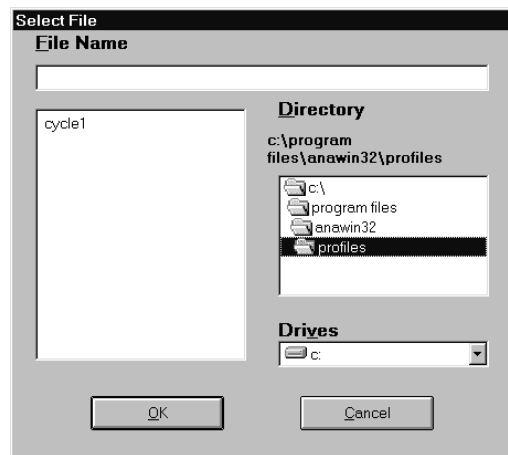 Select File
File Name
cycle1
Directory
c:\program
files\anawin32\profiles
c:\
program files
anawin32
profiles
Drives
c:
OK
Cancel